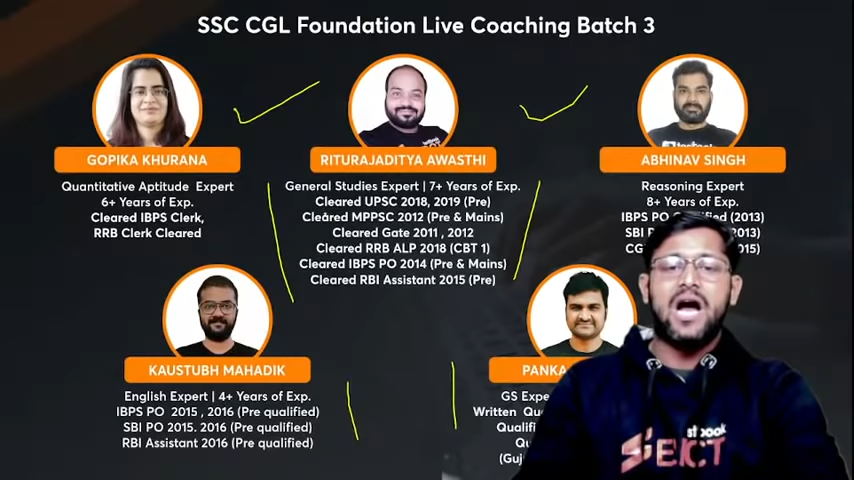 SSC CGL Foundation Live Coaching Batch 3
GOPIKA KHURANA
Quantitative Aptitude Expert
6+ Years of Exp.
Cleared IBPS Clerk,
RRB Clerk Cleared
RITURAJADITYA AWASTHI
General Studies Expert | 7+ Years of Exp.
Cleared UPSC 2018, 2019 (Pre)
Cleared MPPSC 2012 (Pre & Mains)
Cleared Gate 2011 , 2012
Cleared RRB ALP 2018 (CBT 1)
Cleared IBPS PO 2014 (Pre & Mains)
Cleared RBI Assistant 2015 (Pre)
ABHINAV SINGH
Reasoning Expert
8+ Years of Exp.
IBPS PO (2013)
SBI
KAUSTUBH MAHADIK
English Expert | 4+ Years of Exp.
IBPS PO 2015 , 2016 (Pre qualified)
SBI PO 2015. 2016 (Pre qualified)
RBI Assistant 2016 (Pre qualified)
GS
Written